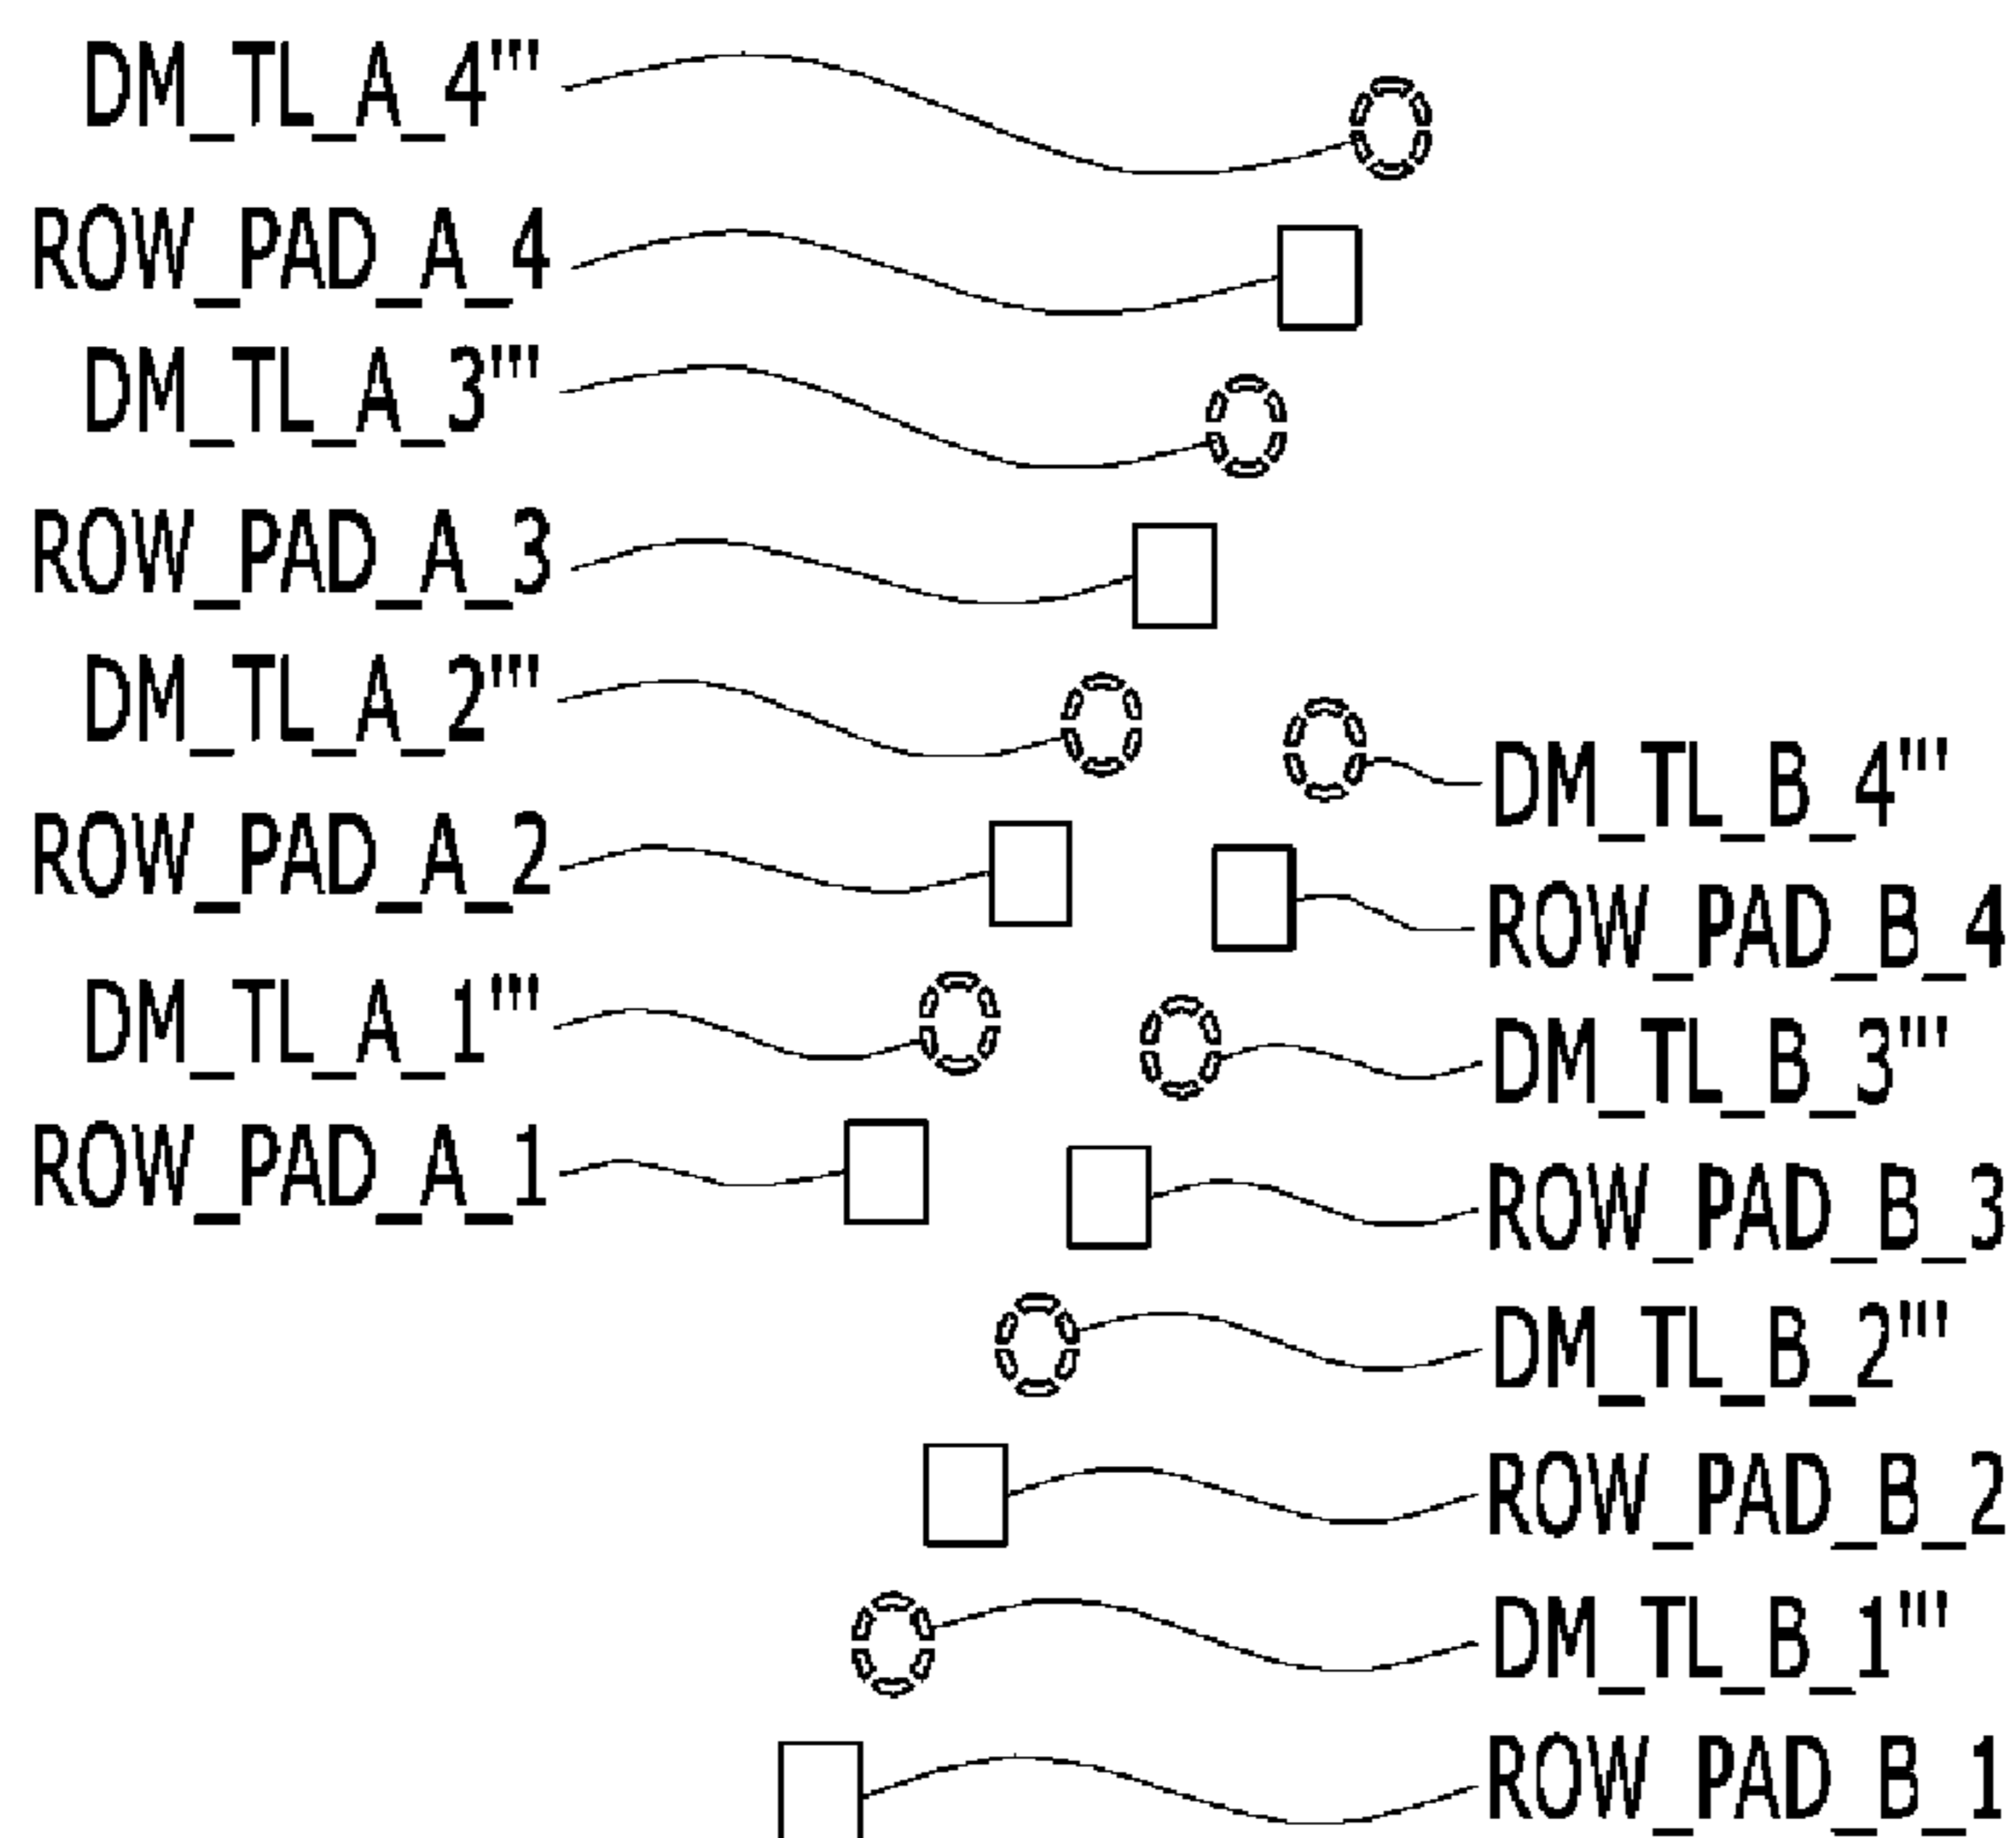 DM_TL_A_4'''
ROW_PAD_A_4
DM_TL_A_3'''
ROW_PAD_A_3
DM_TL_A_2'''
ROW_PAD_A_2
DM_TL_A_1'''
ROW_PAD_A_1
DM_TL_B_4'''
ROW_PAD_B_4
DM_TL_B_3'''
ROW_PAD_B_3
DM_TL_B_2'''
ROW_PAD_B_2
DM_TL_B_1'''
ROW_PAD_B_1